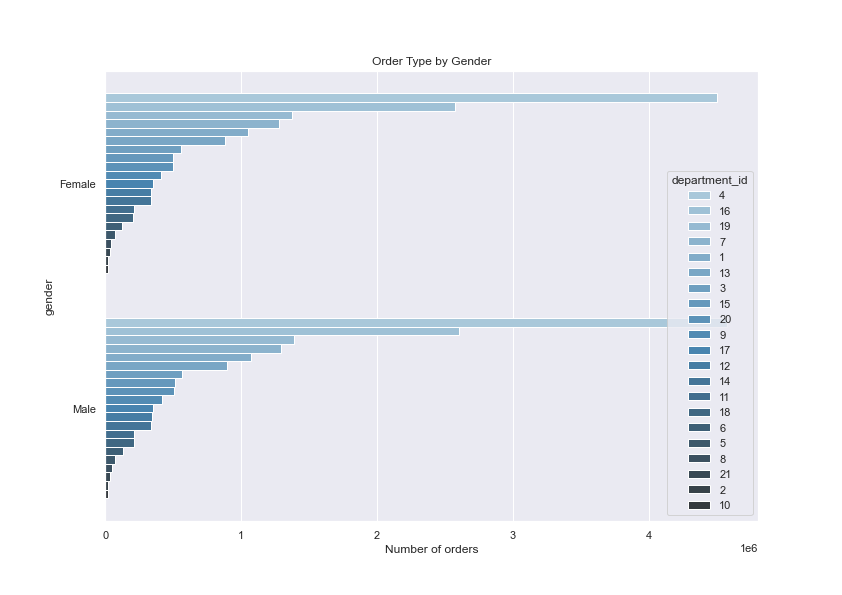 Order Type by Gender
gender
Female
Male
department_id
4
16
19
7
1
13
3
15
20
9
17
12
14
11
18
6
5
8
21
2
10
0 1 2 3 4
1e6
Number of orders